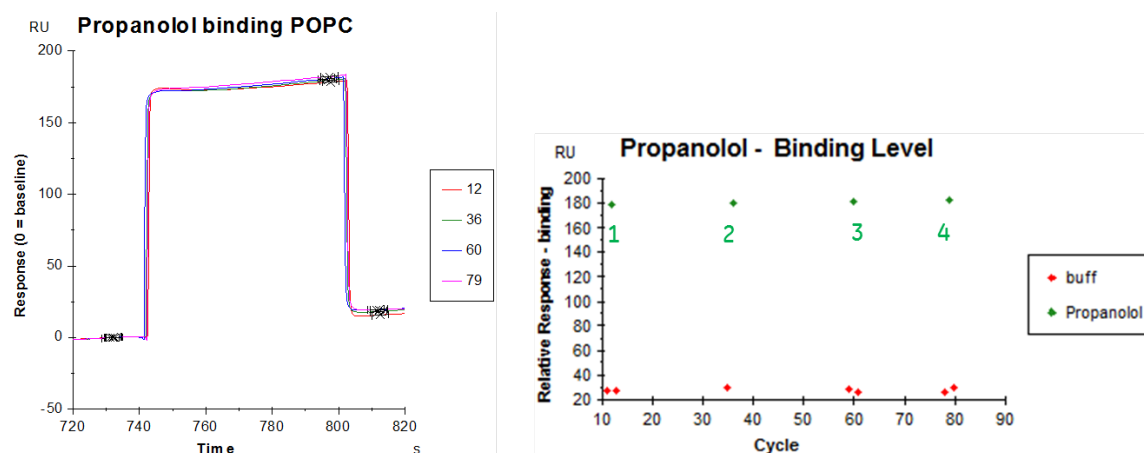 RU Propanolol binding POPC
200
150
100
50
0
-50
Response (0 = baseline)
720 740 760 780 800 820
Time s
12
36
60
79
RU Propanolol - Binding Level
200
180
160
140
120
100
80
60
40
20
Relative Response - binding
1 2 3 4
10 20 30 40 50 60 70 80 90
Cycle
buff
Propanolol